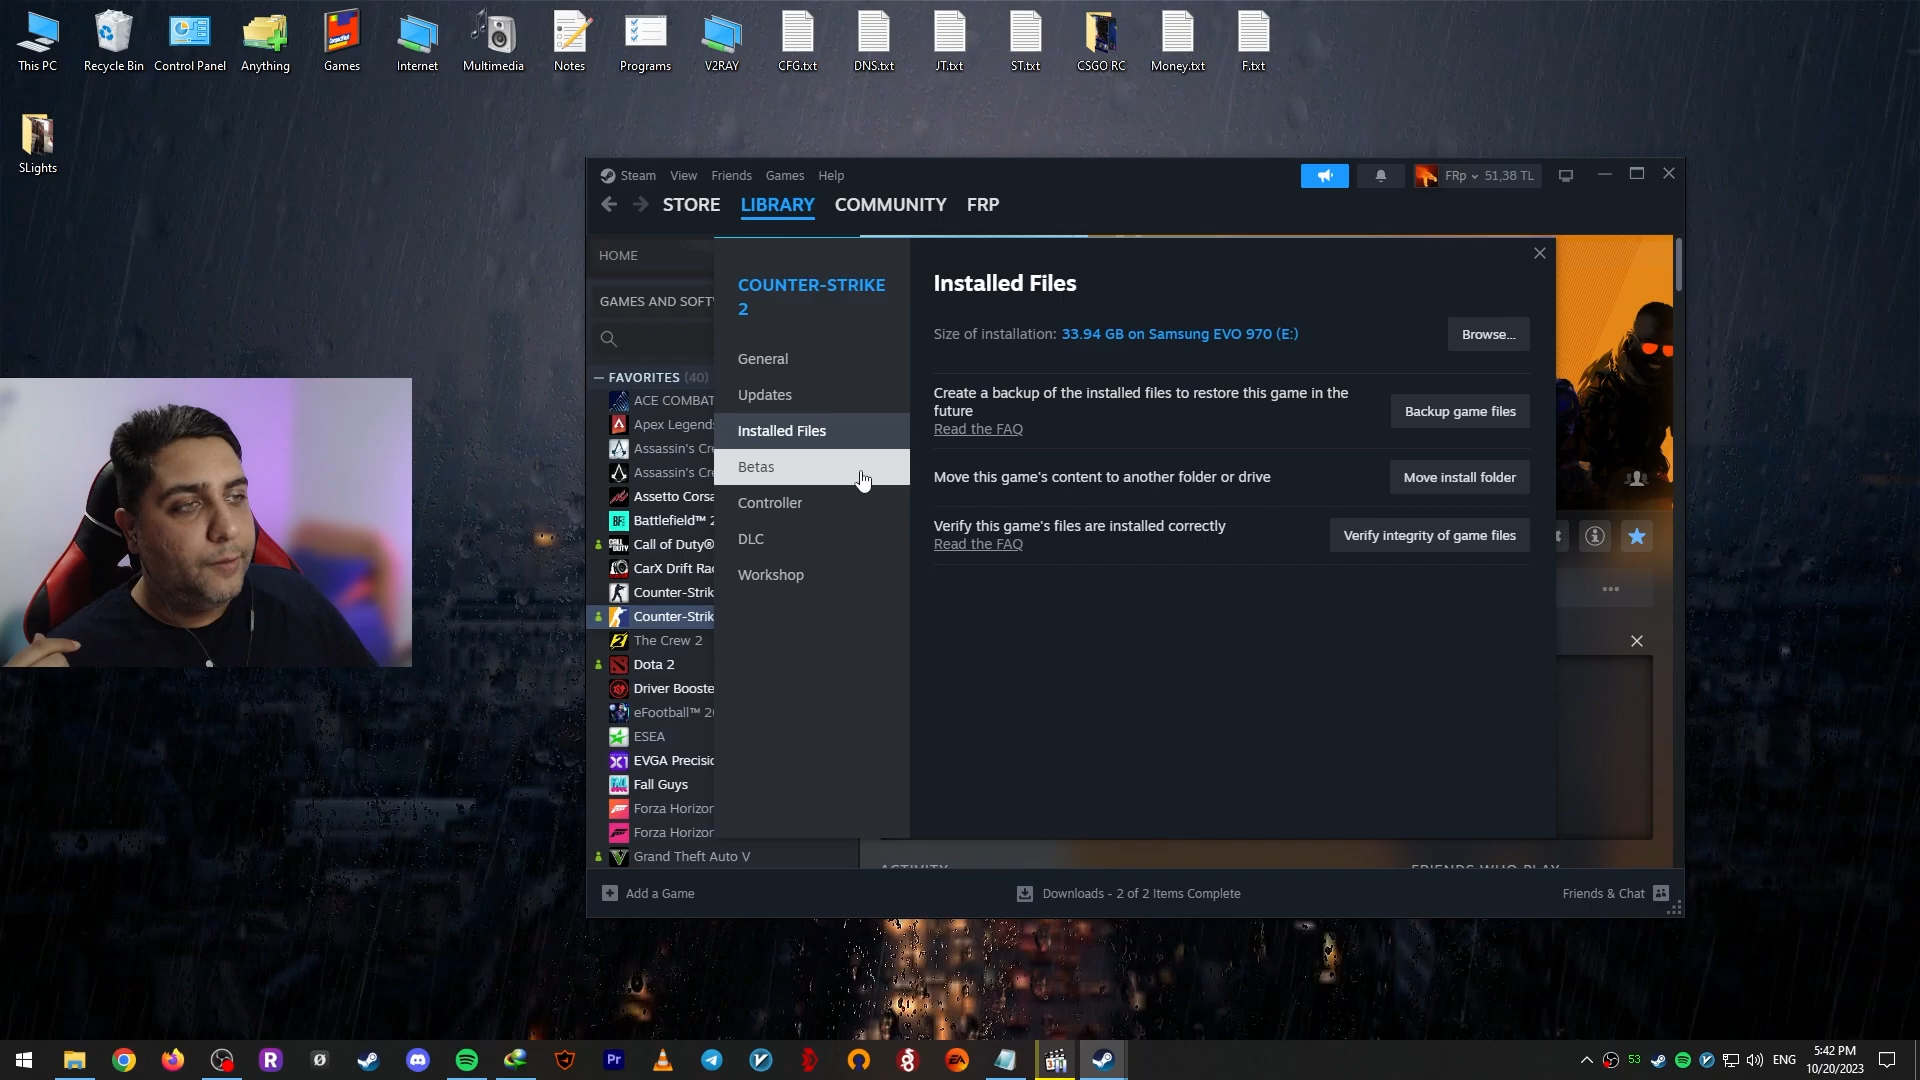 This PC
Recycle Bin
Control Panel
Anything
Games
Internet
Multimedia
Notes
Programs
V2RAY
CFG.txt
DNS.txt
JT.txt
ST.txt
CSGO RC
Money.txt
F.txt
SLights
Steam View Friends Games Help
FRp 51,38 TL
STORE LIBRARY COMMUNITY FRP
HOME
GAMES AND SOFT
FAVORITES (40)
ACE COMBAT
Apex Legend
Assassin's Cr
Assassin's Cr
Assetto Corsa
Battlefield™ 2
Call of Duty®
CarX Drift Ra
Counter-Strik
Counter-Strik
The Crew 2
Dota 2
Driver Booste
eFootball™ 2
ESEA
EVGA Precisic
Fall Guys
Forza Horizor
Forza Horizor
Grand Theft Auto V
COUNTER-STRIKE
2
General
Updates
Installed Files
Betas
Controller
DLC
Workshop
Installed Files
Size of installation: 33.94 GB on Samsung EVO 970 (E:)
Browse...
Create a backup of the installed files to restore this game in the
future
Read the FAQ
Backup game files
Move this game's content to another folder or drive
Move install folder
Verify this game's files are installed correctly
Read the FAQ
Verify integrity of game files
ACTIVITY
FRIENDS WHO PLAY
Add a Game
Downloads - 2 of 2 Items Complete
Friends & Chat
53
ENG
5:42 PM
10/20/2023